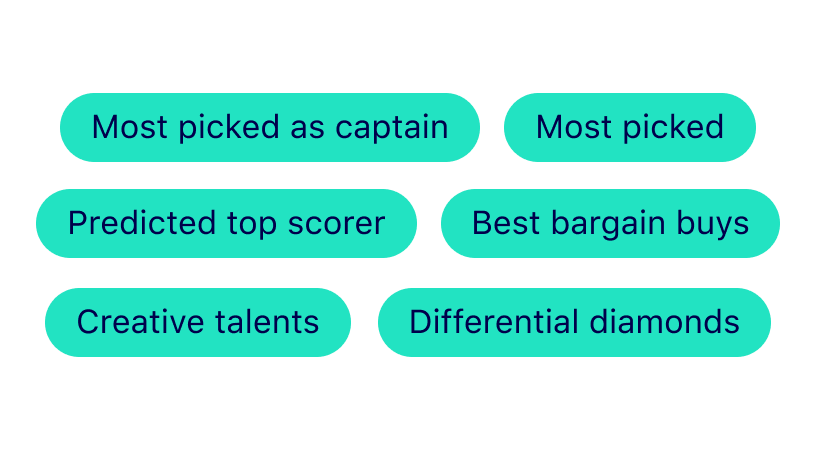 Most picked as captain
Most picked
Predicted top scorer
Best bargain buys
Creative talents
Differential diamonds